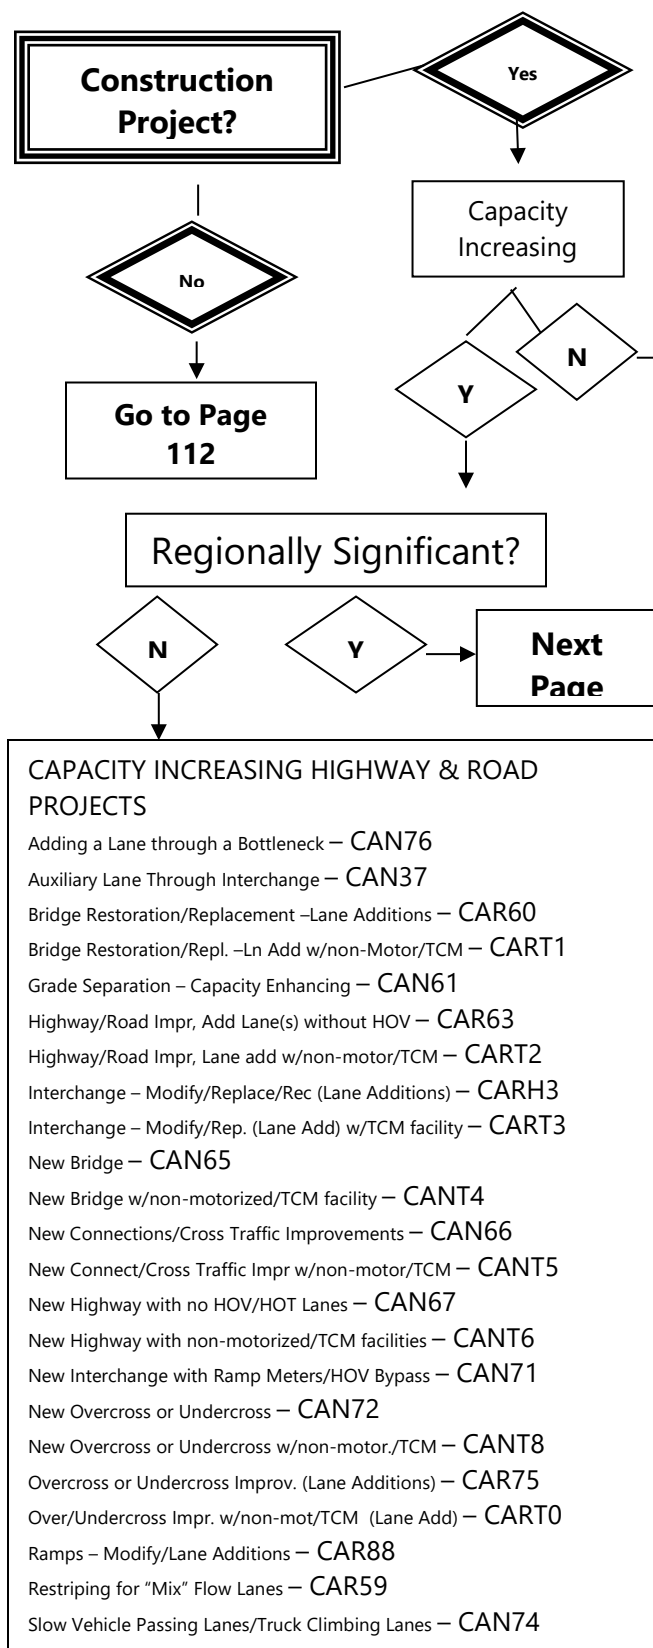 Construction
Project?
Yes
Capacity
Increasing
No
N
Y
Go to Page
112
Regionally Significant?
N
Y
Next
Page
CAPACITY INCREASING HIGHWAY & ROAD
PROJECTS
Adding a Lane through a Bottleneck – CAN76
Auxiliary Lane Through Interchange – CAN37
Bridge Restoration/Replacement –Lane Additions – CAR60
Bridge Restoration/Repl. –Ln Add w/non-Motor/TCM – CART1
Grade Separation – Capacity Enhancing – CAN61
Highway/Road Impr, Add Lane(s) without HOV – CAR63
Highway/Road Impr, Lane add w/non-motor/TCM – CART2
Interchange – Modify/Replace/Rec (Lane Additions) – CARH3
Interchange – Modify/Rep. (Lane Add) w/TCM facility – CART3
New Bridge – CAN65
New Bridge w/non-motorized/TCM facility – CANT4
New Connections/Cross Traffic Improvements – CAN66
New Connect/Cross Traffic Impr w/non-motor/TCM – CANT5
New Highway with no HOV/HOT Lanes – CAN67
New Highway with non-motorized/TCM facilities – CANT6
New Interchange with Ramp Meters/HOV Bypass – CAN71
New Overcross or Undercross – CAN72
New Overcross or Undercross w/non-motor./TCM – CANT8
Overcross or Undercross Improv. (Lane Additions) – CAR75
Over/Undercross Impr. w/non-mot/TCM  (Lane Add) – CART0
Ramps – Modify/Lane Additions – CAR88
Restriping for “Mix” Flow Lanes – CAR59
Slow Vehicle Passing Lanes/Truck Climbing Lanes – CAN74